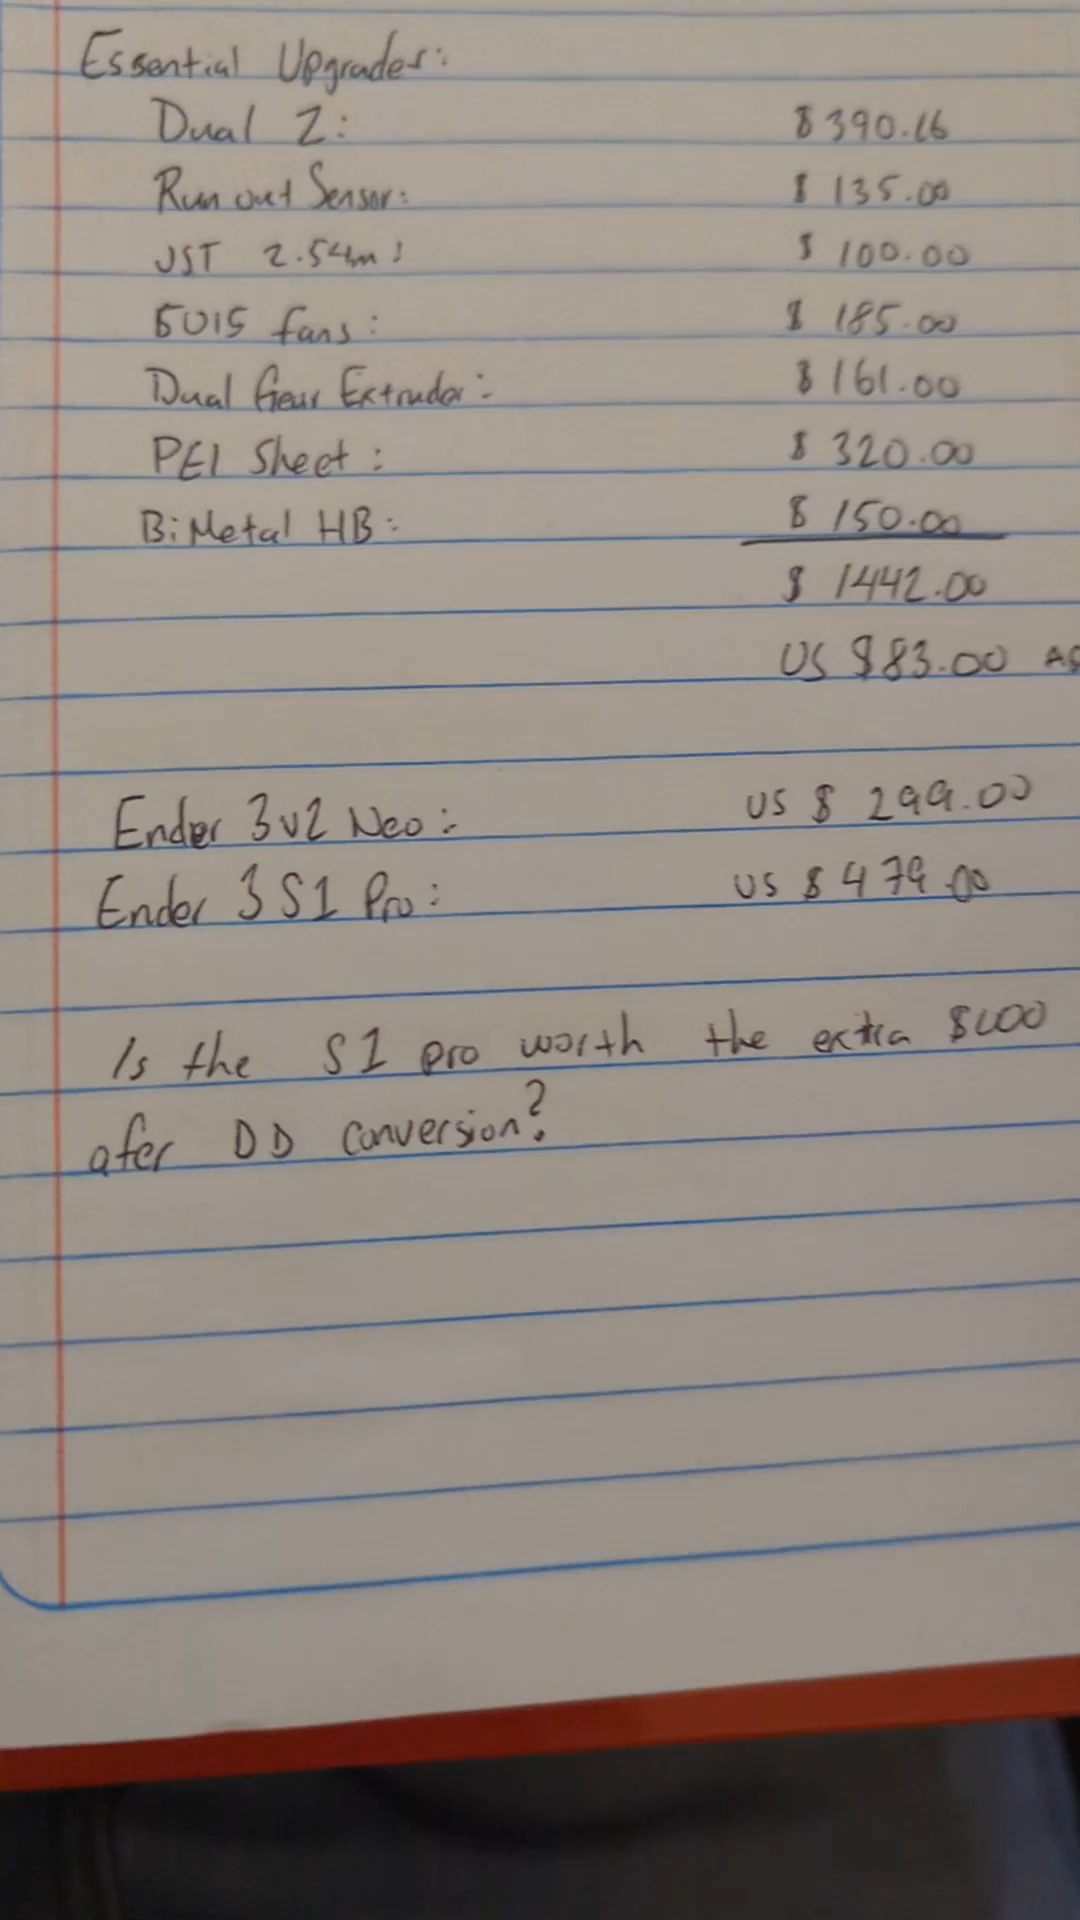 Essential Upgrades:
Dual Z: $390.16
Run out Sensor: $135.00
JST 2.54m: $100.00
5015 fans: $185.00
Dual Gear Extruder: $161.00
PEI Sheet: $320.00
BiMetal HB: $150.00
$1442.00
US $83.00
Ender 3v2 Neo: US $299.00
Ender 3 S1 Pro: US $479.00
Is the S1 pro worth the extra $100
afer DD conversion?